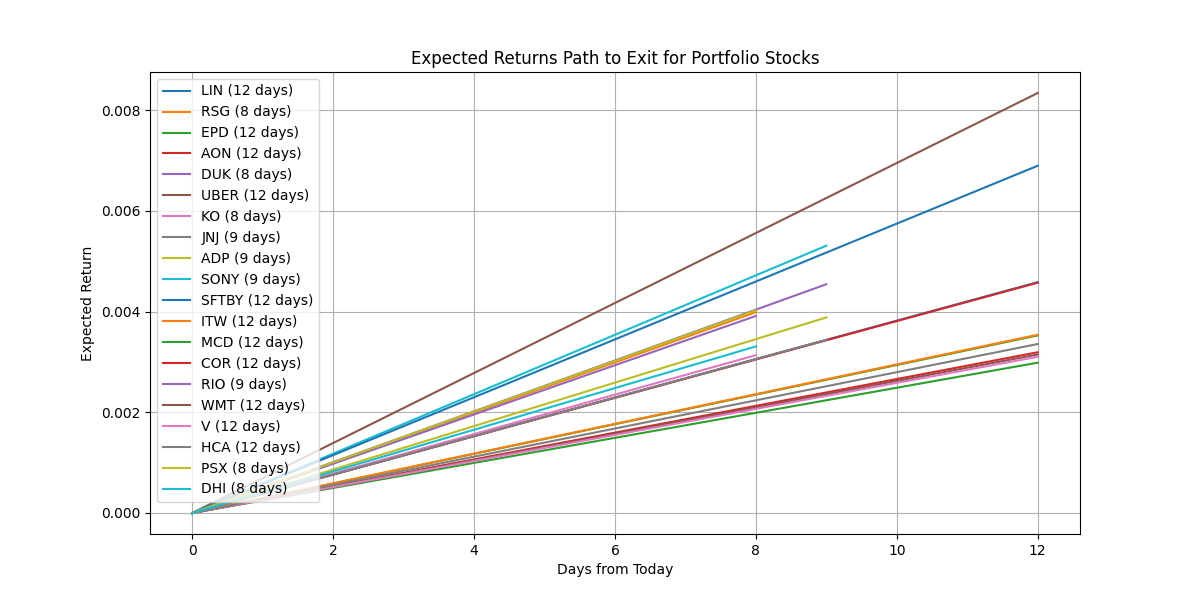 Expected Returns Path to Exit for Portfolio Stocks
LIN (12 days)
RSG (8 days)
EPD (12 days)
AON (12 days)
DUK (8 days)
UBER (12 days)
KO (8 days)
JNJ (9 days)
ADP (9 days)
SONY (9 days)
SFTBY (12 days)
ITW (12 days)
MCD (12 days)
COR (12 days)
RIO (9 days)
WMT (12 days)
V (12 days)
HCA (12 days)
PSX (8 days)
DHI (8 days)
0.008
0.006
0.004
0.002
0.000
Expected Return
0 2 4 6 8 10 12
Days from Today